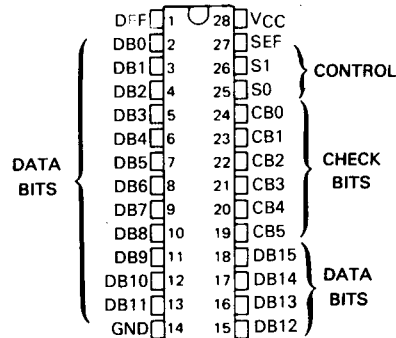 DEF 1 28 VCC
DB0 2 27 SEF
DB1 3 26 S1
DB2 4 25 S0
CONTROL
DB3 5 24 CB0
DB4 6 23 CB1
DB5 7 22 CB2
DB6 8 21 CB3
DB7 9 20 CB4
DB8 10 19 CB5
DATA
BITS
CHECK
BITS
DB9 11 18 DB15
DB10 12 17 DB14
DB11 13 16 DB13
GND 14 15 DB12
DATA
BITS